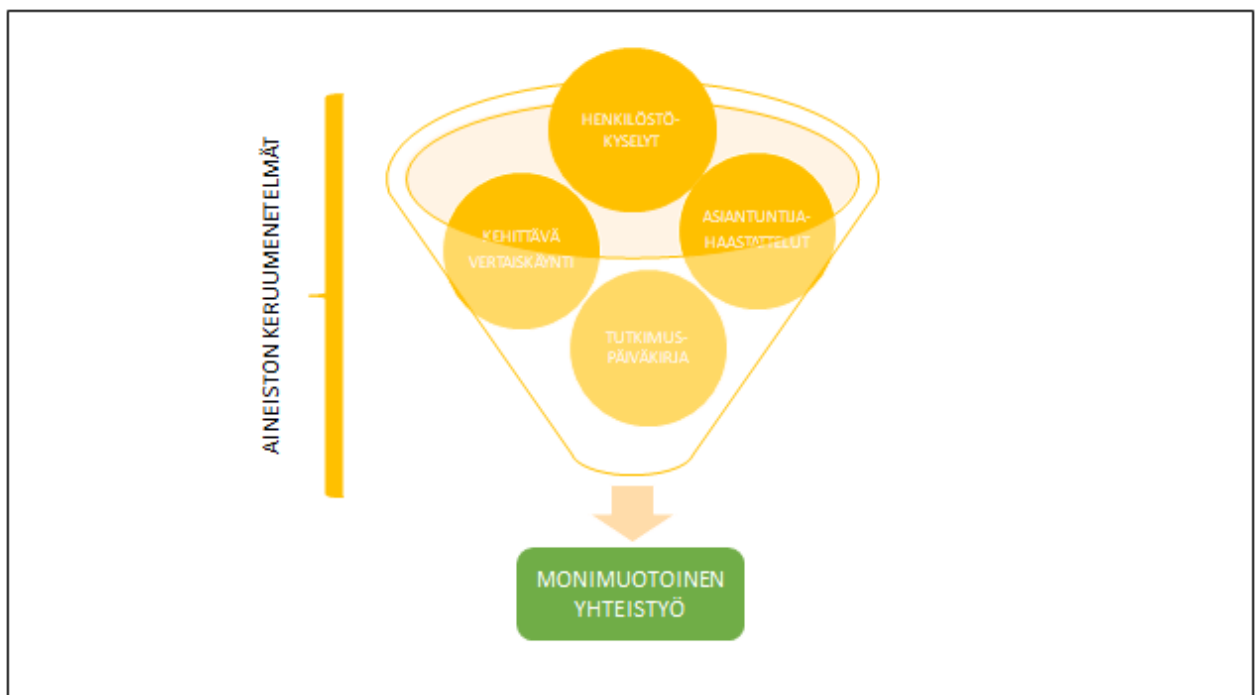 AINEISTON KERUUMENETELMÄT
HENKILÖSTÖ-
KYSELYT
KEHITTÄVÄ
VERTAISKÄYNTI
ASIANTUNTIJA-
HAASTATTELUT
TUTKIMUS-
PÄIVÄKIRJA
MONIMUOTOINEN
YHTEISTYÖ